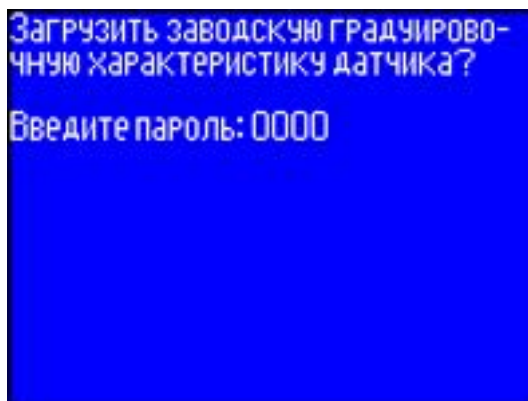 Загрузить заводскую градуирово-
чную характеристику датчика?
Введите пароль: 0000